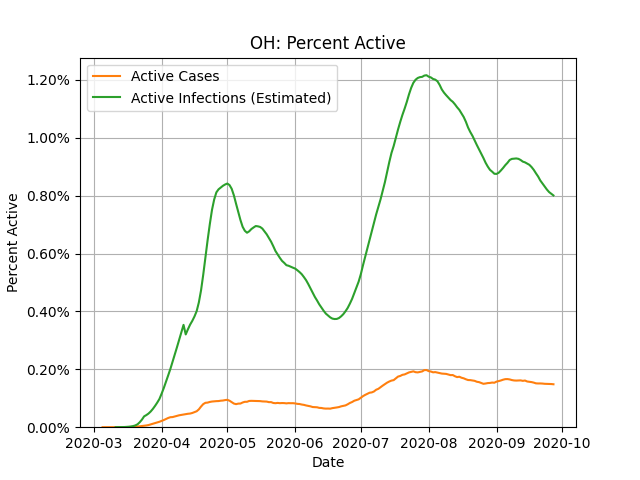 OH: Percent Active
Active Cases
Active Infections (Estimated)
Percent Active
1.20%
1.00%
0.80%
0.60%
0.40%
0.20%
0.00%
2020-03 2020-04 2020-05 2020-06 2020-07 2020-08 2020-09 2020-10
Date